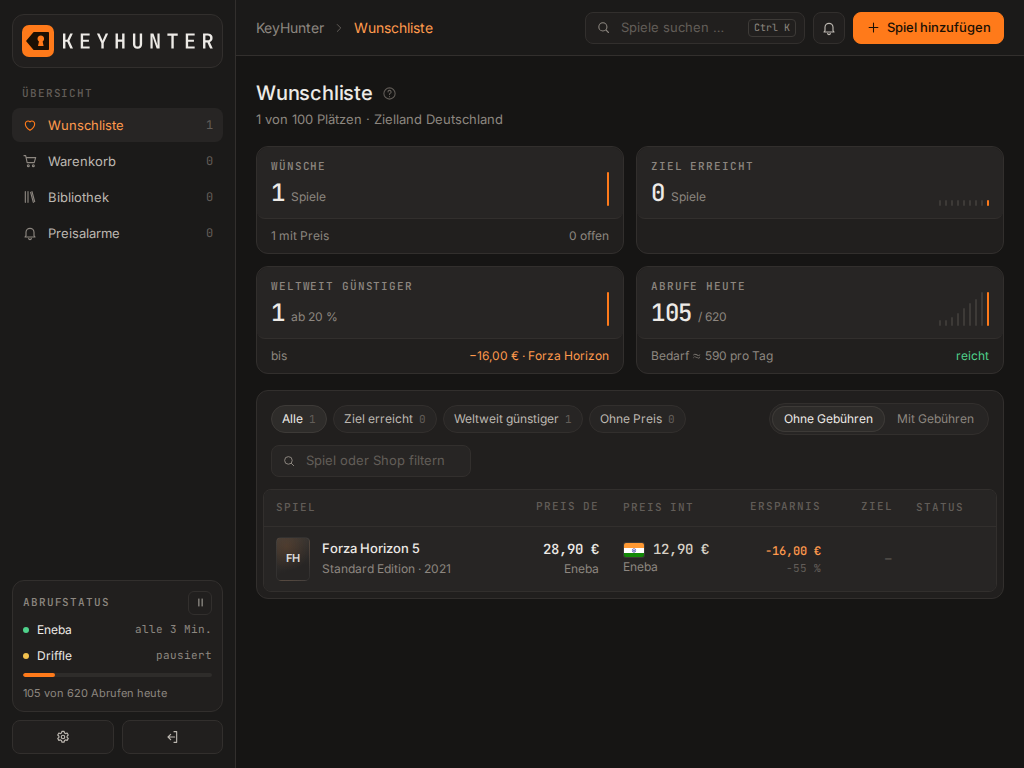 KEYHUNTER
ÜBERSICHT
Wunschliste 1
Warenkorb 0
Bibliothek 0
Preisalarme 0
ABRUFSTATUS
Eneba alle 3 Min.
Driffle pausiert
105 von 620 Abrufen heute
KeyHunter > Wunschliste
Spiele suchen ... Ctrl K
+ Spiel hinzufügen
Wunschliste ?
1 von 100 Plätzen · Zielland Deutschland
WÜNSCHE
1 Spiele
1 mit Preis 0 offen
ZIEL ERREICHT
0 Spiele
WELTWEIT GÜNSTIGER
1 ab 20 %
bis −16,00 € · Forza Horizon
ABRUFE HEUTE
105 / 620
Bedarf ≈ 590 pro Tag reicht
Alle 1 Ziel erreicht 0 Weltweit günstiger 1 Ohne Preis 0 Ohne Gebühren Mit Gebühren
Spiel oder Shop filtern
SPIEL PREIS DE PREIS INT ERSPARNIS ZIEL STATUS
FH Forza Horizon 5 28,90 € 12,90 € -16,00 € –
Standard Edition · 2021 Eneba Eneba -55 %